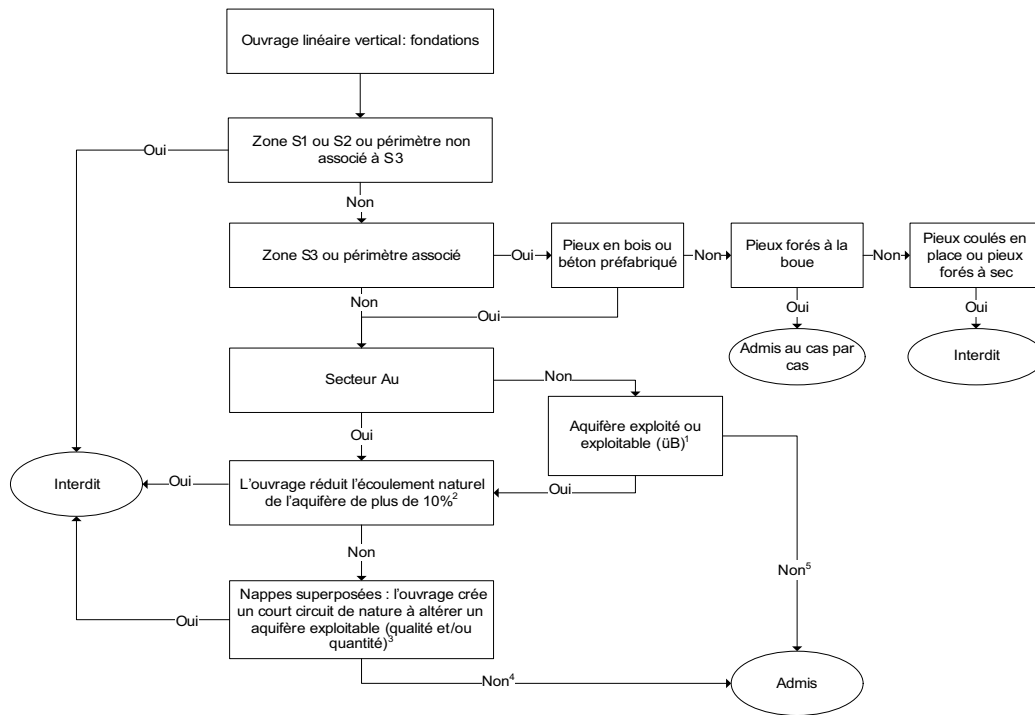 Ouvrage linéaire vertical: fondations
Zone S1 ou S2 ou périmètre non
associé à S3
Oui
Non
Zone S3 ou périmètre associé
Oui
Pieux en bois ou
béton préfabriqué
Non
Pieux forés à la
boue
Non
Pieux coulés en
place ou pieux
forés à sec
Non
Oui
Oui
Oui
Admis au cas par
cas
Interdit
Secteur Au
Non
Aquifère exploité ou
exploitable (üB)1
Oui
Interdit
Oui
L'ouvrage réduit l'écoulement naturel
de l'aquifère de plus de 10%2
Oui
Non
Non5
Nappes superposées : l'ouvrage crée
un court circuit de nature à altérer un
aquifère exploitable (qualité et/ou
quantité)3
Oui
Non4
Admis